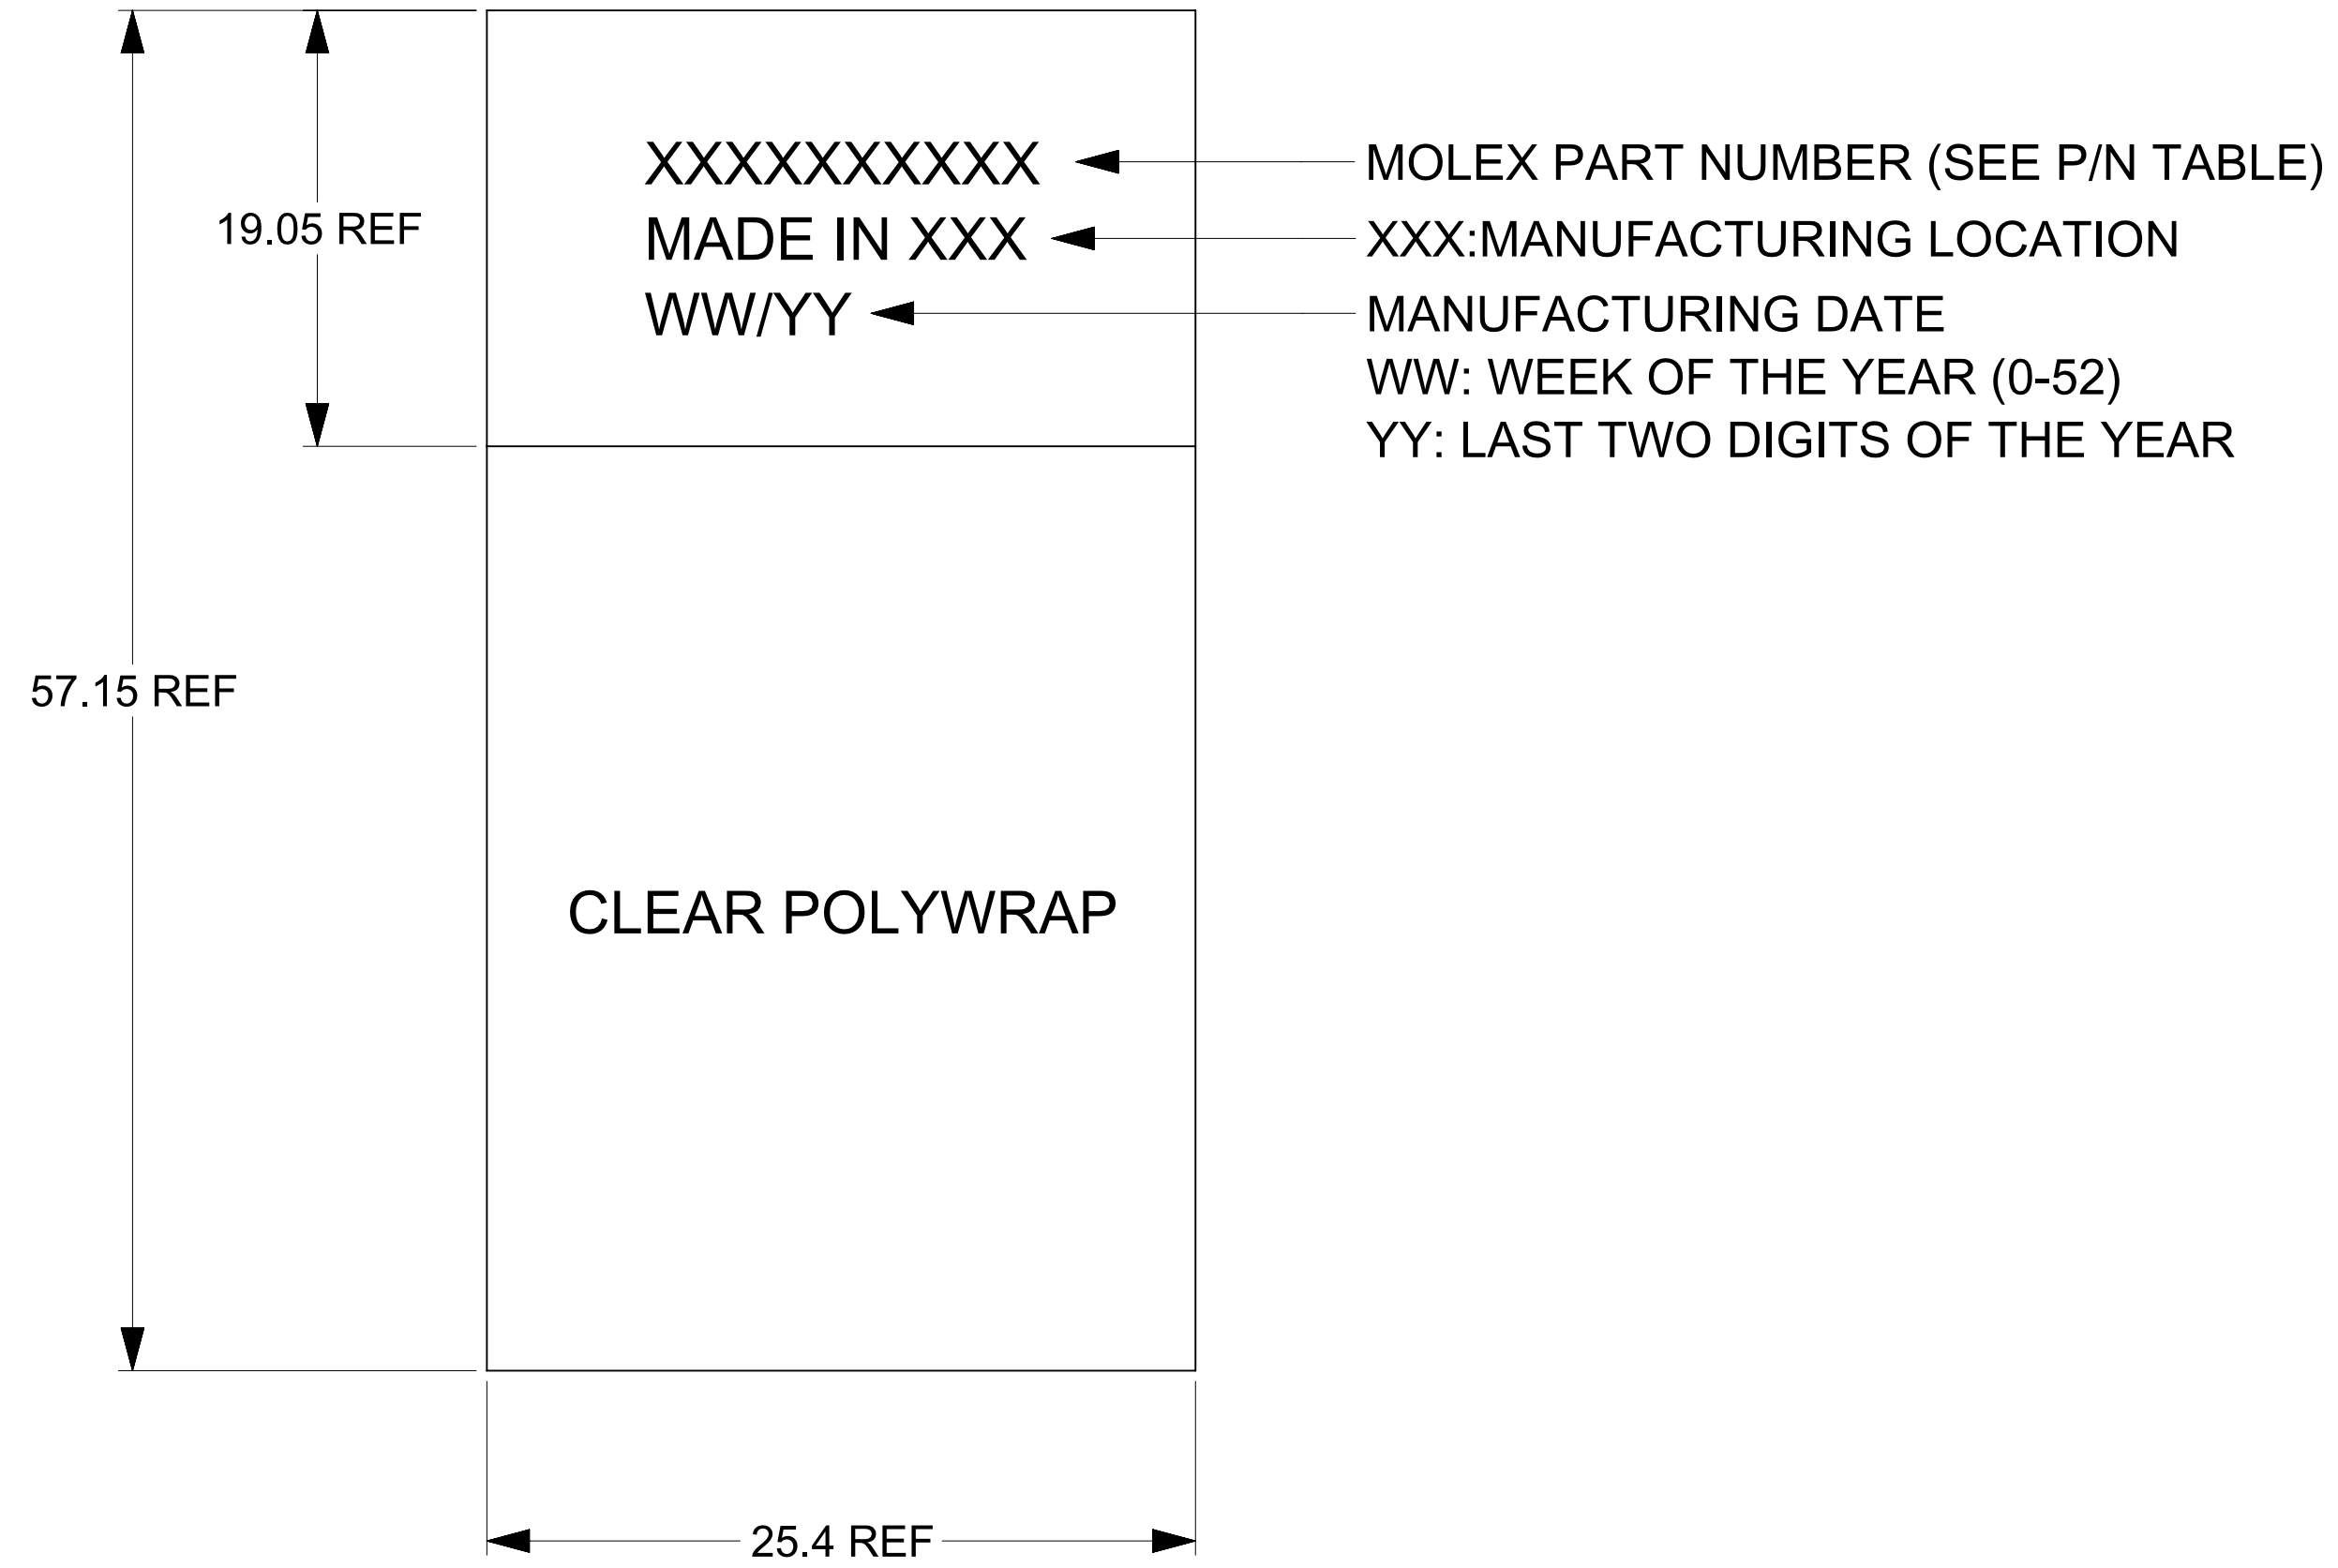 XXXXXXXXXX
MADE IN XXX
WW/YY
MOLEX PART NUMBER (SEE P/N TABLE)
XXX:MANUFACTURING LOCATION
MANUFACTURING DATE
WW: WEEK OF THE YEAR (0-52)
YY: LAST TWO DIGITS OF THE YEAR
19.05 REF
57.15 REF
CLEAR POLYWRAP
25.4 REF